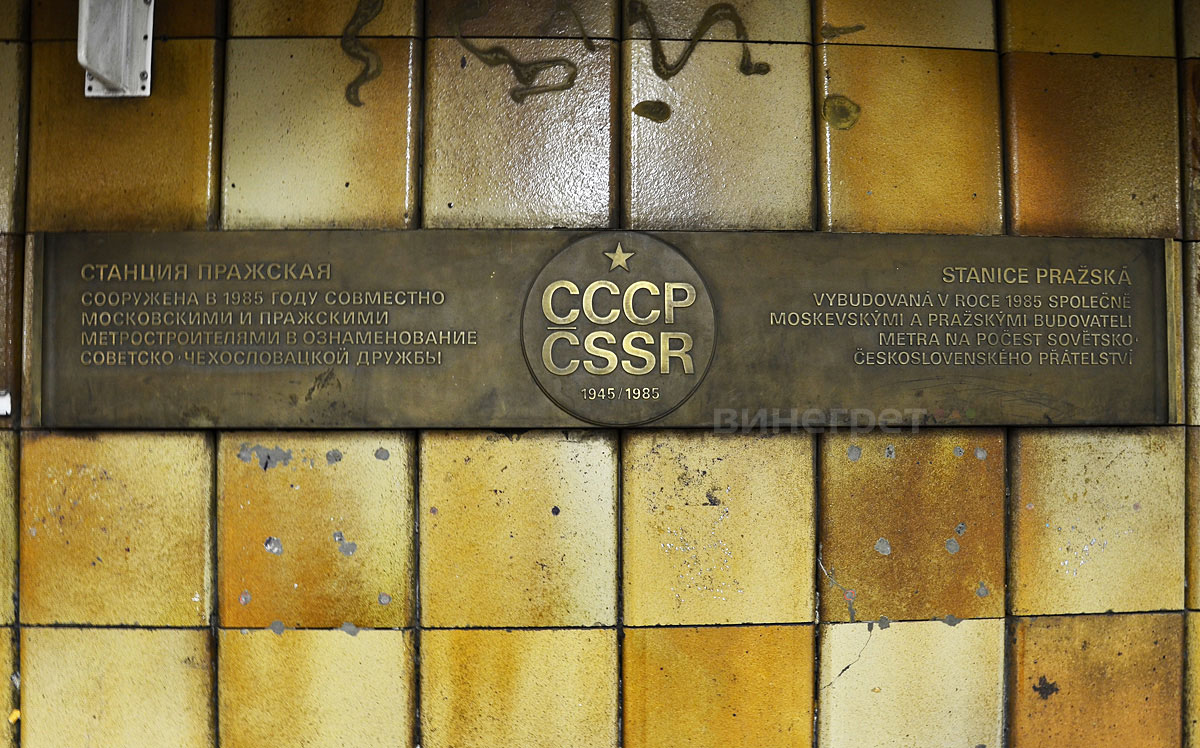 СТАНЦИЯ ПРАЖСКАЯ
СООРУЖЕНА В 1985 ГОДУ СОВМЕСТНО
МОСКОВСКИМИ И ПРАЖСКИМИ
МЕТРОСТРОИТЕЛЯМИ В ОЗНАМЕНОВАНИЕ
СОВЕТСКО-ЧЕХОСЛОВАЦКОЙ ДРУЖБЫ
СССР
ČSSR
1945/1985
STANICE PRAŽSKÁ
VYBUDOVANÁ V ROCE 1985 SPOLEČNĚ
MOSKEVSKÝMI A PRAŽSKÝMI BUDOVATELI
METRA NA POČEST SOVĚTSKO-
ČESKOSLOVENSKÉHO PŘÁTELSTVÍ
винегрет